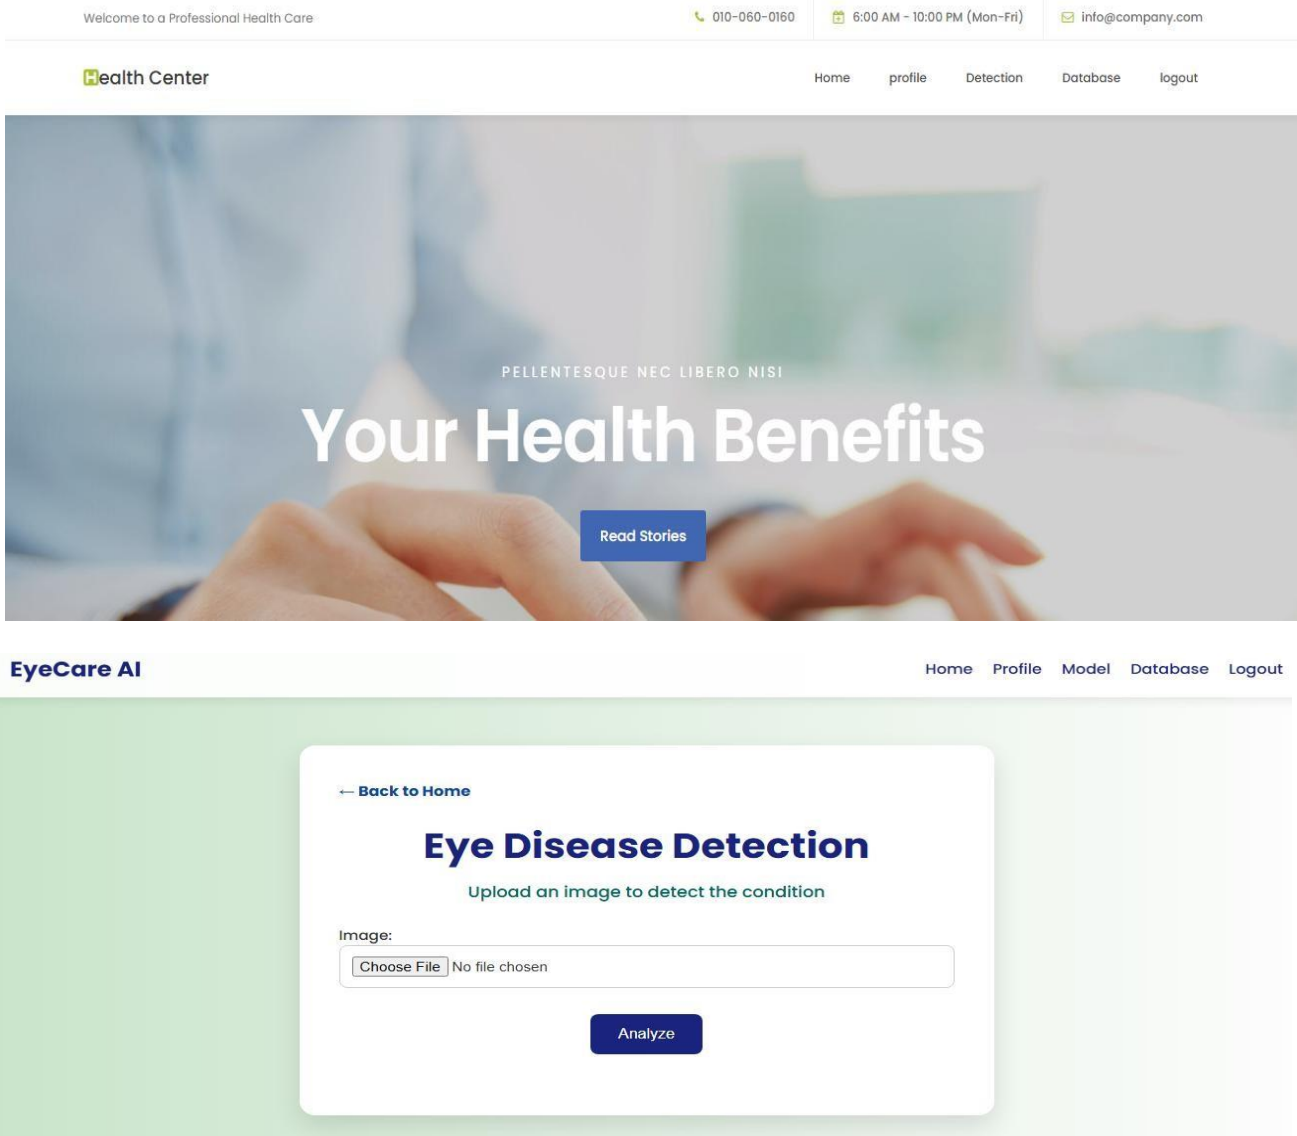 Welcome to a Professional Health Care 010-060-0160 6:00 AM - 10:00 PM (Mon-Fri) info@company.com
Health Center Home profile Detection Database logout
PELLENTESQUE NEC LIBERO NISI
Your Health Benefits
Read Stories
EyeCare AI Home Profile Model Database Logout
← Back to Home
Eye Disease Detection
Upload an image to detect the condition
Image:
Choose File No file chosen
Analyze